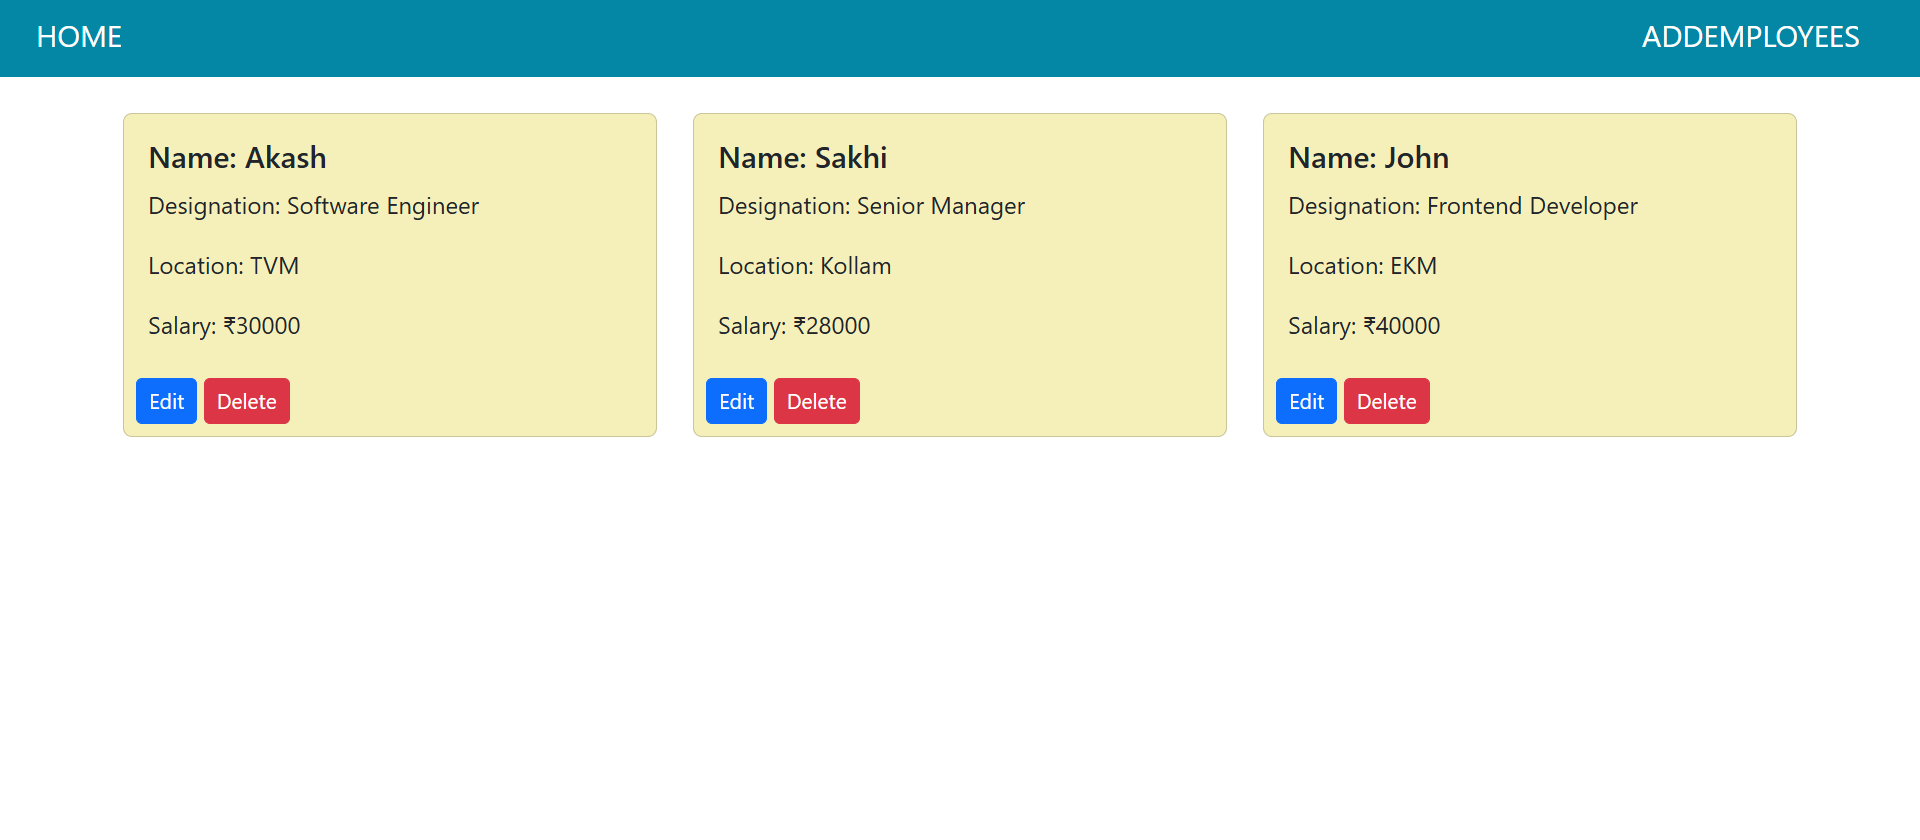 HOME
ADDEMPLOYEES
Name: Akash
Designation: Software Engineer
Location: TVM
Salary: ₹30000
Edit
Delete
Name: Sakhi
Designation: Senior Manager
Location: Kollam
Salary: ₹28000
Edit
Delete
Name: John
Designation: Frontend Developer
Location: EKM
Salary: ₹40000
Edit
Delete